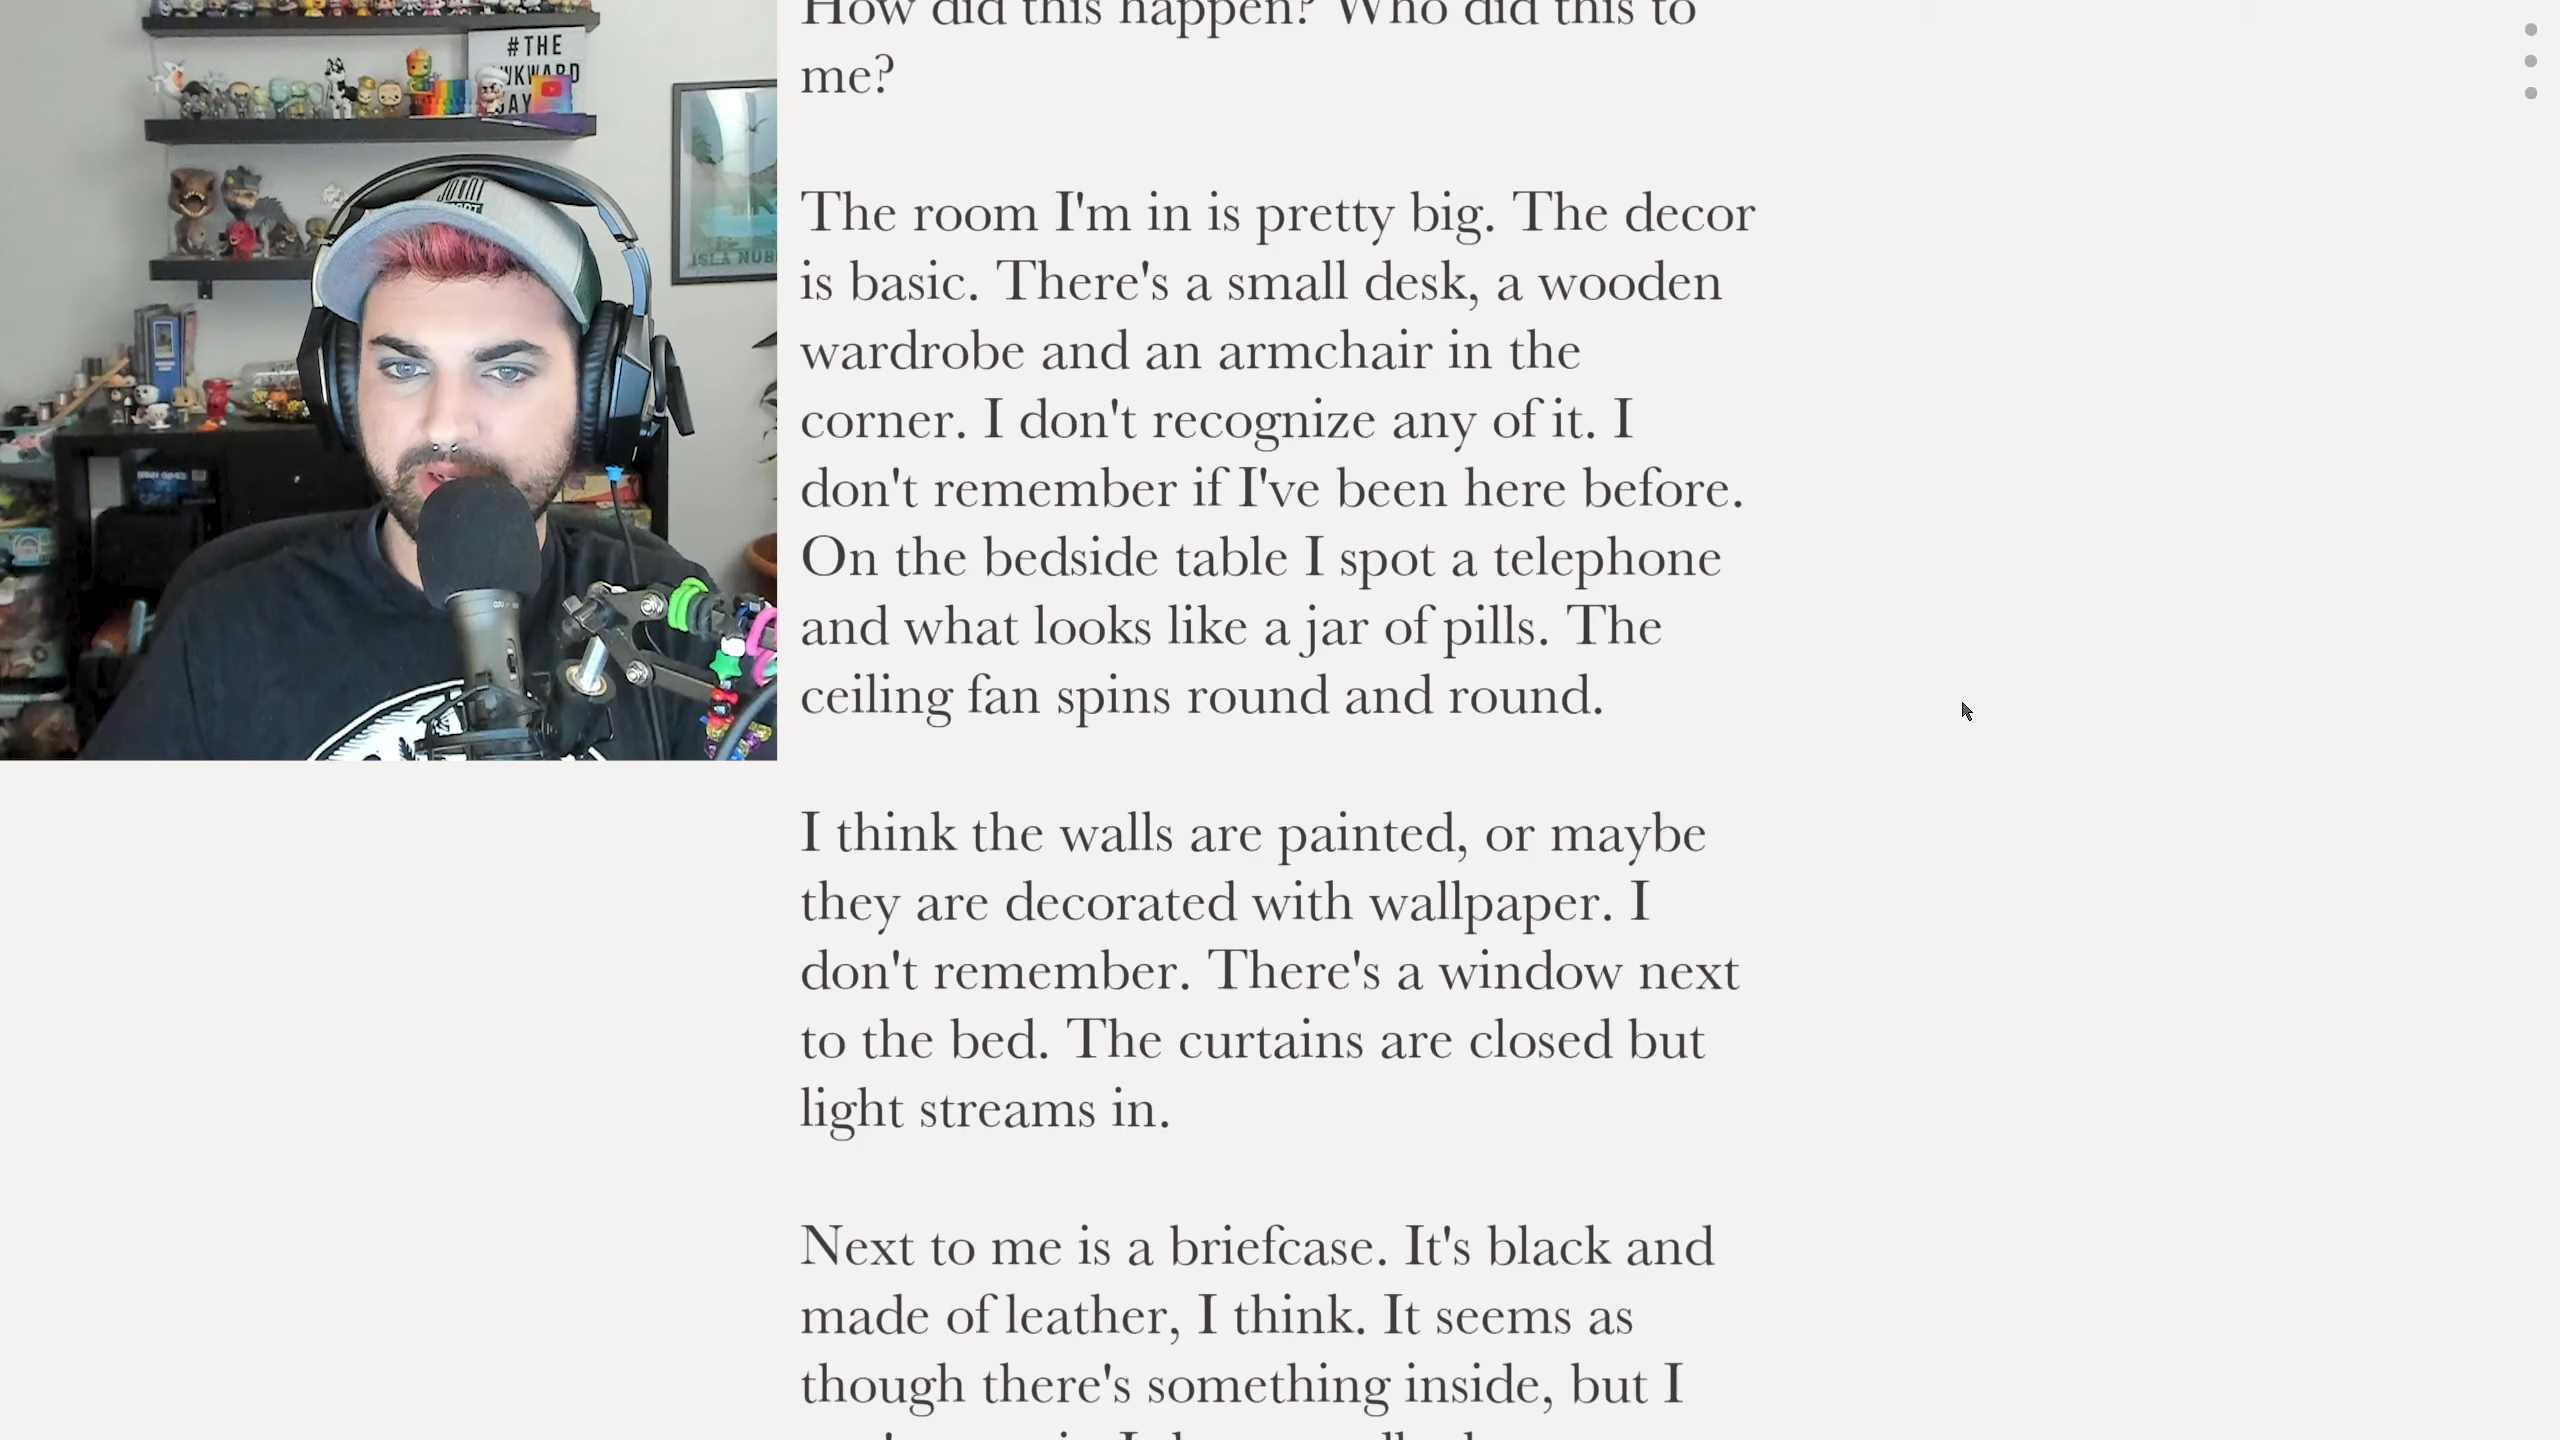 How did this happen? Who did this to
me?
The room I'm in is pretty big. The decor
is basic. There's a small desk, a wooden
wardrobe and an armchair in the
corner. I don't recognize any of it. I
don't remember if I've been here before.
On the bedside table I spot a telephone
and what looks like a jar of pills. The
ceiling fan spins round and round.
I think the walls are painted, or maybe
they are decorated with wallpaper. I
don't remember. There's a window next
to the bed. The curtains are closed but
light streams in.
Next to me is a briefcase. It's black and
made of leather, I think. It seems as
though there's something inside, but I
#THE
AWKWARD
ISLA NUB